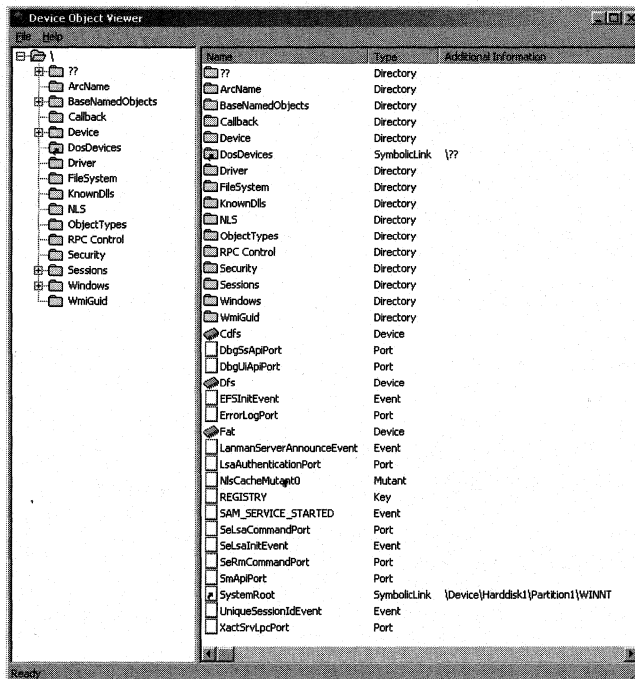 Device Object Viewer
File Help
\
??
ArcName
BaseNamedObjects
Callback
Device
DosDevices
Driver
FileSystem
KnownDlls
NLS
ObjectTypes
RPC Control
Security
Sessions
Windows
WmiGuid
Name Type Additional Information
?? Directory
ArcName Directory
BaseNamedObjects Directory
Callback Directory
Device Directory
DosDevices SymbolicLink \??
Driver Directory
FileSystem Directory
KnownDlls Directory
NLS Directory
ObjectTypes Directory
RPC Control Directory
Security Directory
Sessions Directory
Windows Directory
WmiGuid Directory
Cdfs Device
DbgSsApiPort Port
DbgUiApiPort Port
Dfs Device
EFSInitEvent Event
ErrorLogPort Port
Fat Device
LanmanServerAnnounceEvent Event
LsaAuthenticationPort Port
NlsCacheMutant0 Mutant
REGISTRY Key
SAM_SERVICE_STARTED Event
SeLsaCommandPort Port
SeLsaInitEvent Event
SeRmCommandPort Port
SmApiPort Port
SystemRoot SymbolicLink \Device\Harddisk1\Partition1\WINNT
UniqueSessionIdEvent Event
XactSrvLpcPort Port
Ready